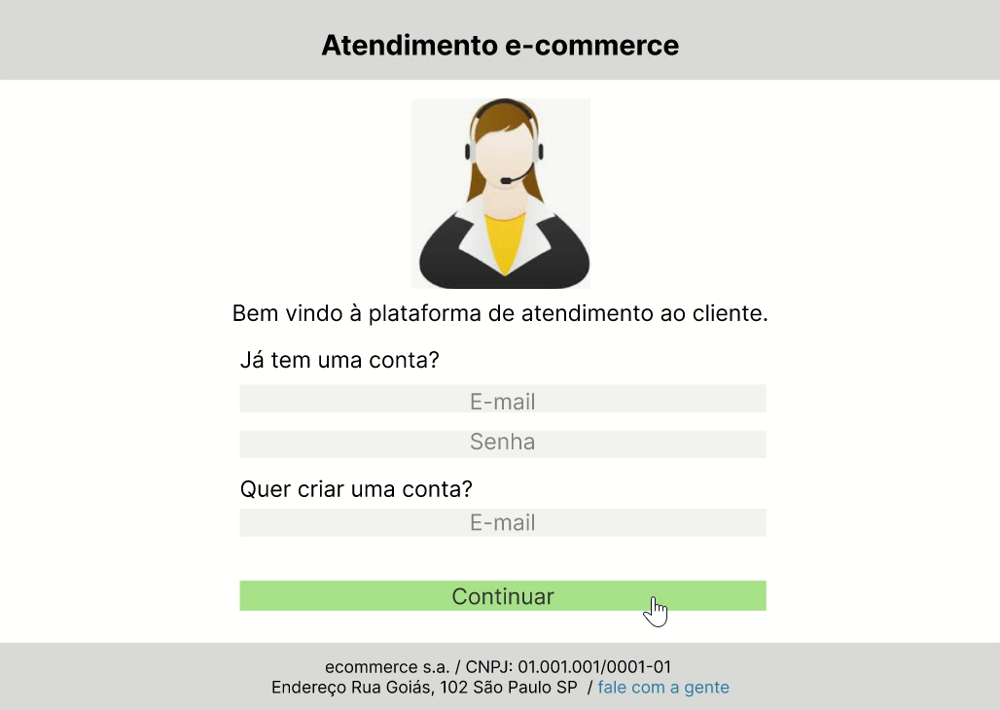 Atendimento e-commerce
Bem vindo à plataforma de atendimento ao cliente.
Já tem uma conta?
E-mail
Senha
Quer criar uma conta?
E-mail
Continuar
ecommerce s.a. / CNPJ: 01.001.001/0001-01
Endereço Rua Goiás, 102 São Paulo SP / fale com a gente